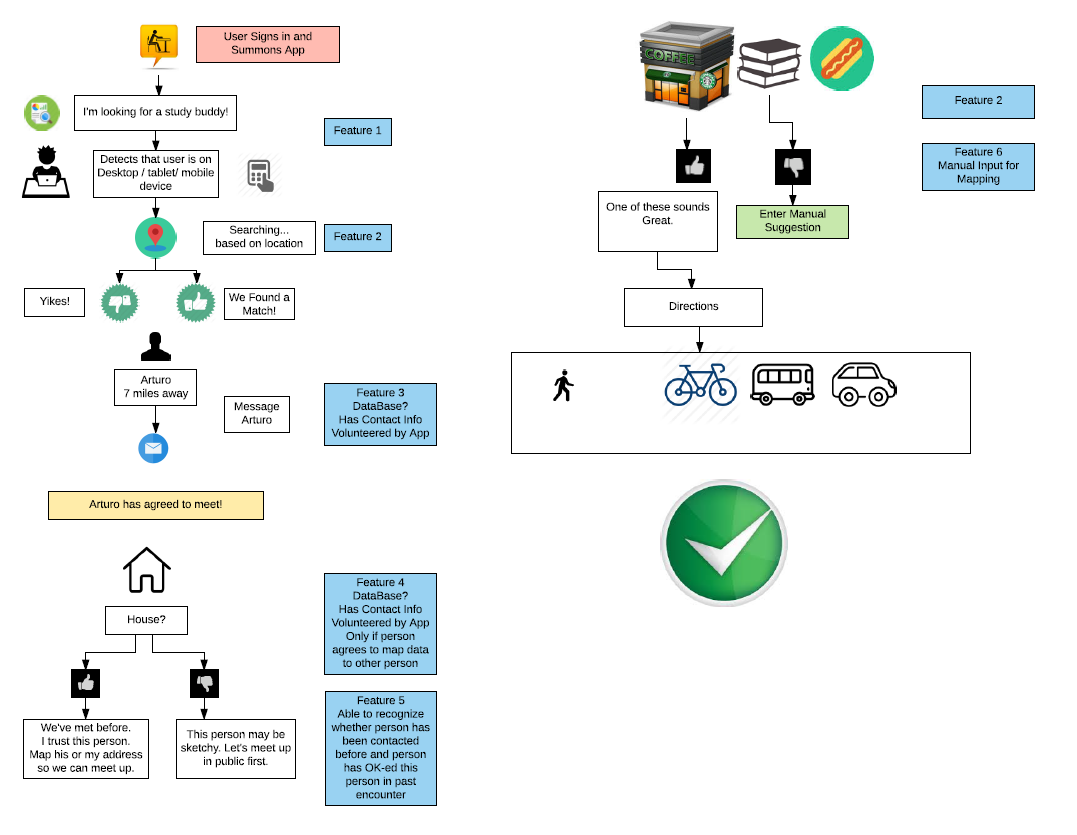 User Signs in and
Summons App
I'm looking for a study buddy!
Feature 1
Detects that user is on
Desktop / tablet/ mobile
device
Searching...
based on location
Feature 2
Yikes!
We Found a
Match!
Arturo
7 miles away
Message
Arturo
Feature 3
DataBase?
Has Contact Info
Volunteered by App
Arturo has agreed to meet!
House?
Feature 4
DataBase?
Has Contact Info
Volunteered by App
Only if person
agrees to map data
to other person
We've met before.
I trust this person.
Map his or my address
so we can meet up.
This person may be
sketchy. Let's meet up
in public first.
Feature 5
Able to recognize
whether person has
been contacted
before and person
has OK-ed this
person in past
encounter
COFFEE
Feature 2
Feature 6
Manual Input for
Mapping
One of these sounds
Great.
Enter Manual
Suggestion
Directions